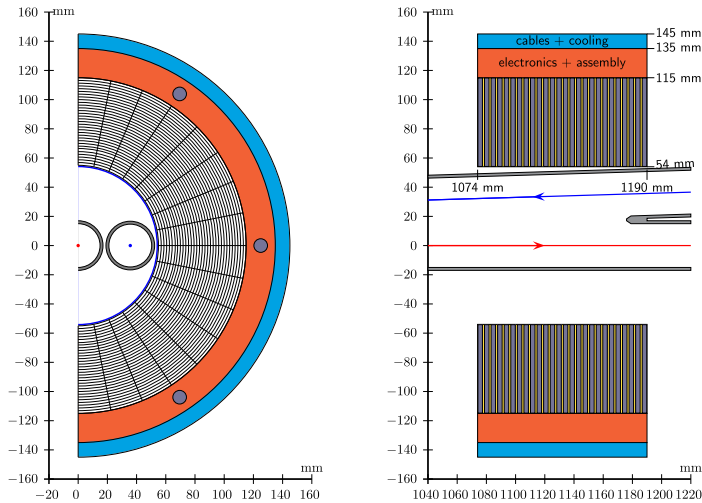 mm
160
140
120
100
80
60
40
20
0
−20
−40
−60
−80
−100
−120
−140
−160
−20 0 20 40 60 80 100 120 140 160
mm
mm
160
140
120
100
80
60
40
20
0
−20
−40
−60
−80
−100
−120
−140
−160
1040 1060 1080 1100 1120 1140 1160 1180 1200 1220
mm
145 mm
cables + cooling
135 mm
electronics + assembly
115 mm
54 mm
1074 mm
1190 mm